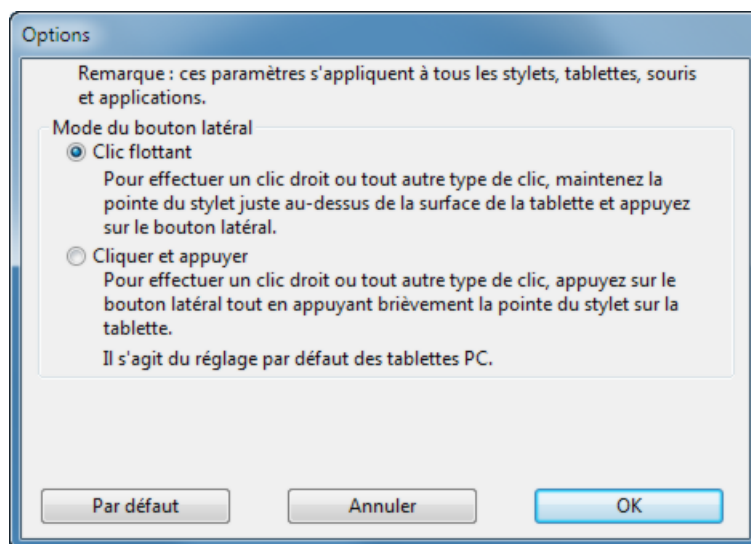 Options
Remarque : ces paramètres s'appliquent à tous les stylets, tablettes, souris
et applications.
Mode du bouton latéral
Clic flottant
Pour effectuer un clic droit ou tout autre type de clic, maintenez la
pointe du stylet juste au-dessus de la surface de la tablette et appuyez
sur le bouton latéral.
Cliquer et appuyer
Pour effectuer un clic droit ou tout autre type de clic, appuyez sur le
bouton latéral tout en appuyant brièvement la pointe du stylet sur la
tablette.
Il s'agit du réglage par défaut des tablettes PC.
Par défaut Annuler OK